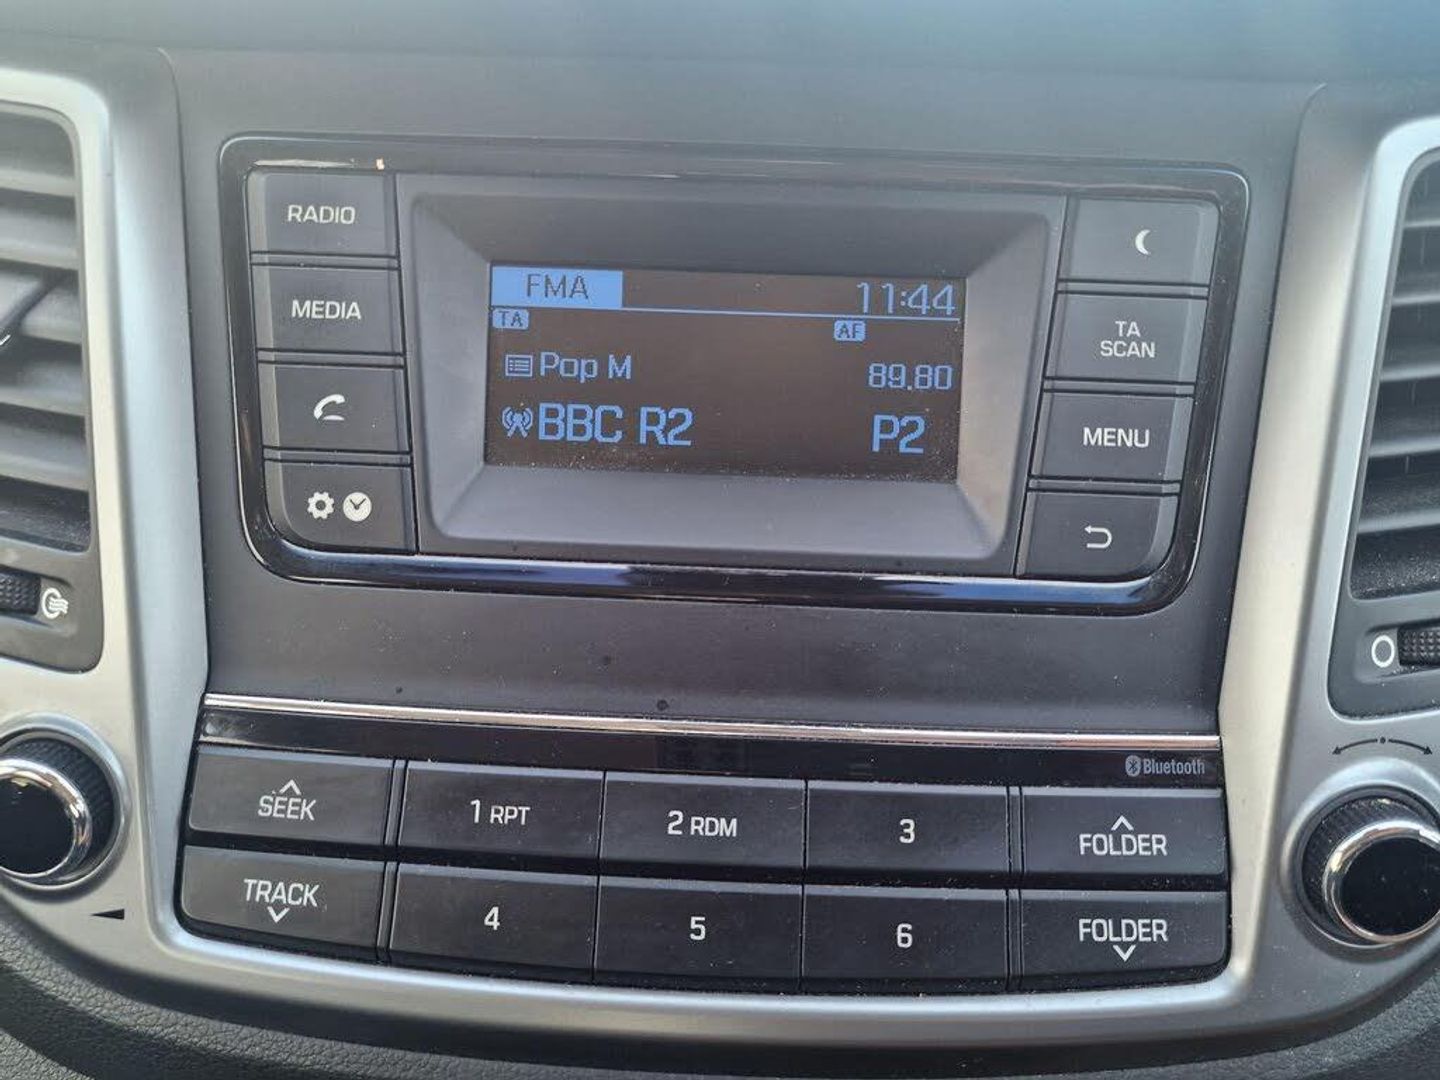 RADIO
MEDIA
FMA 11:44
TA AF
Pop M 89.80
BBC R2 P2
TA
SCAN
MENU
Bluetooth
SEEK 1 RPT 2 RDM 3 FOLDER
TRACK 4 5 6 FOLDER